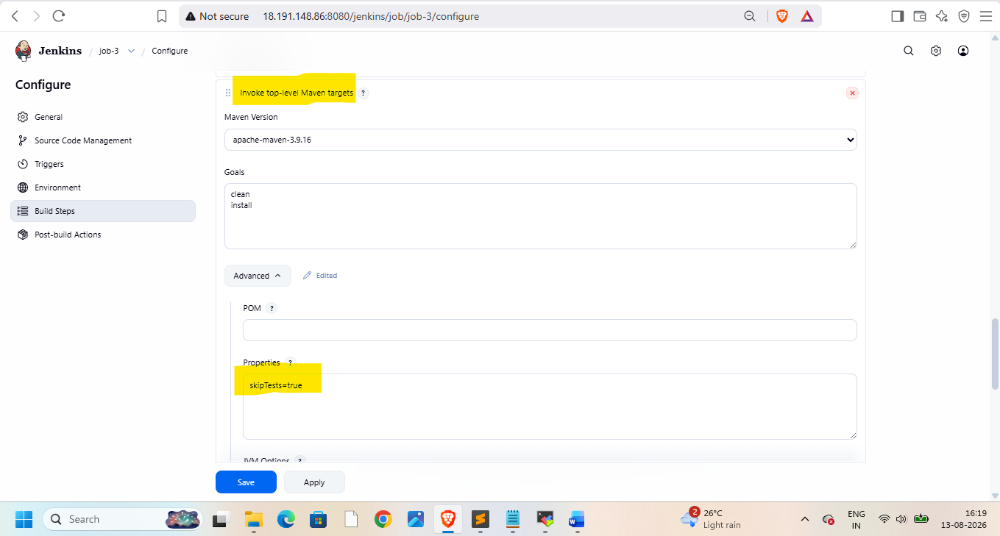 Not secure 18.191.148.86:8080/jenkins/job/job-3/configure
Jenkins / job-3 / Configure
Configure
General
Source Code Management
Triggers
Environment
Build Steps
Post-build Actions
Invoke top-level Maven targets ?
Maven Version
apache-maven-3.9.16
Goals
clean
install
Advanced Edited
POM ?
Properties ?
skipTests=true
JVM Options ?
Save Apply
Search
2
26°C
Light rain
ENG
IN
16:19
13-08-2026